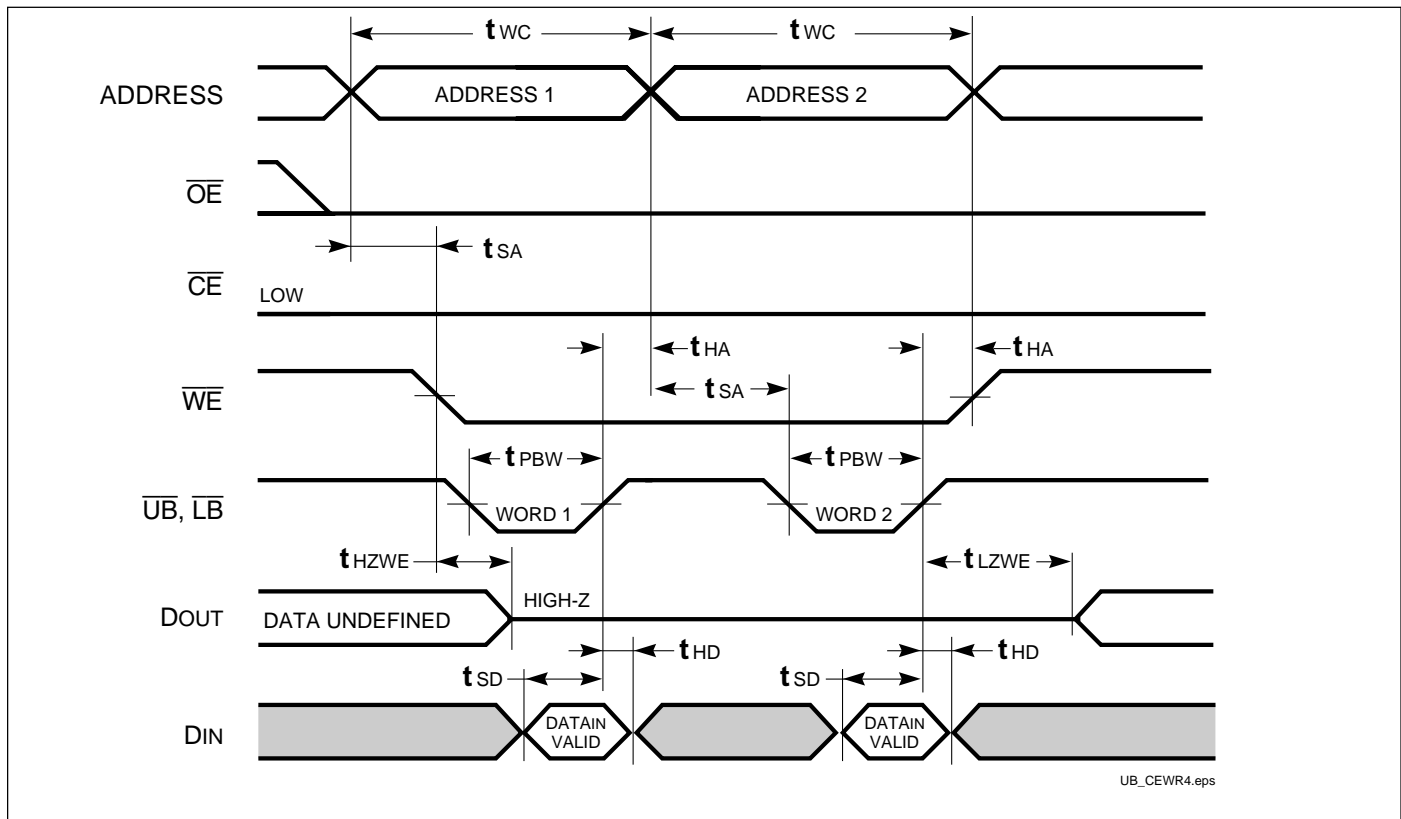 tWC tWC
ADDRESS ADDRESS 1 ADDRESS 2
OE
tSA
CE LOW
tHA tHA
WE tSA
tPBW tPBW
UB, LB WORD 1 WORD 2
tHZWE tLZWE
DOUT DATA UNDEFINED HIGH-Z
tHD tHD
tSD tSD
DIN DATAIN VALID DATAIN VALID
UB_CEWR4.eps